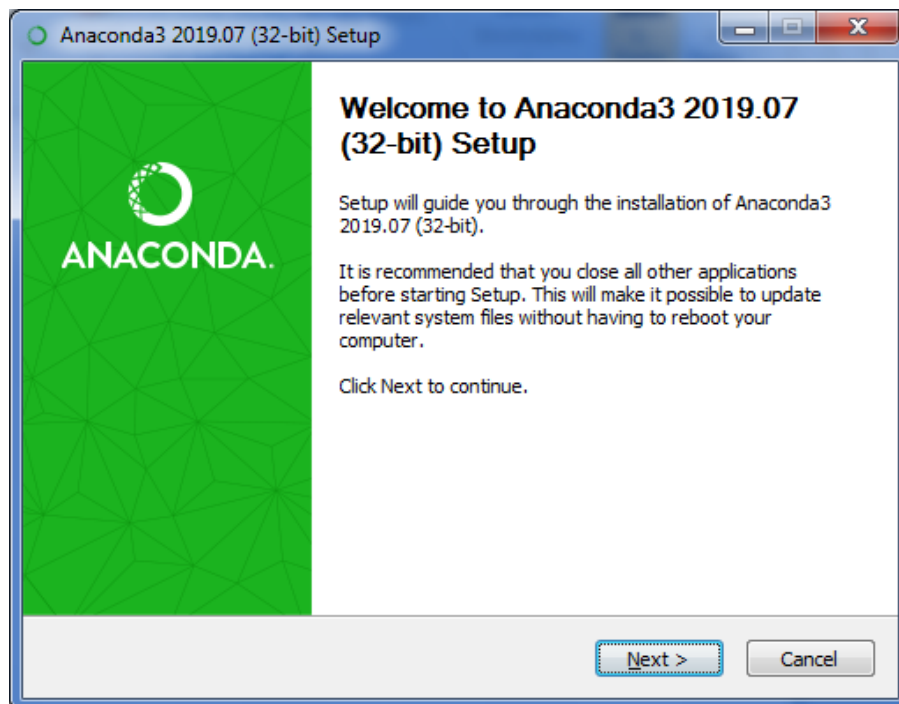 Anaconda3 2019.07 (32-bit) Setup
ANACONDA.
Welcome to Anaconda3 2019.07
(32-bit) Setup
Setup will guide you through the installation of Anaconda3
2019.07 (32-bit).
It is recommended that you close all other applications
before starting Setup. This will make it possible to update
relevant system files without having to reboot your
computer.
Click Next to continue.
Next >
Cancel